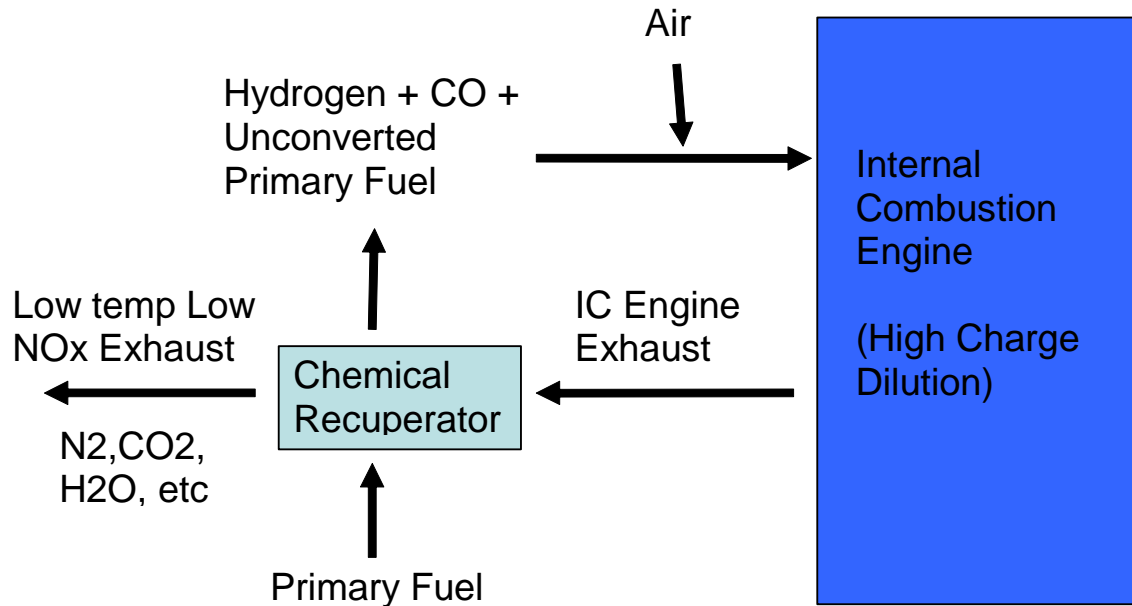 Air
Hydrogen + CO +
Unconverted
Primary Fuel
Internal
Combustion
Engine
(High Charge
Dilution)
Low temp Low
NOx Exhaust
IC Engine
Exhaust
Chemical
Recuperator
N2,CO2,
H2O, etc
Primary Fuel